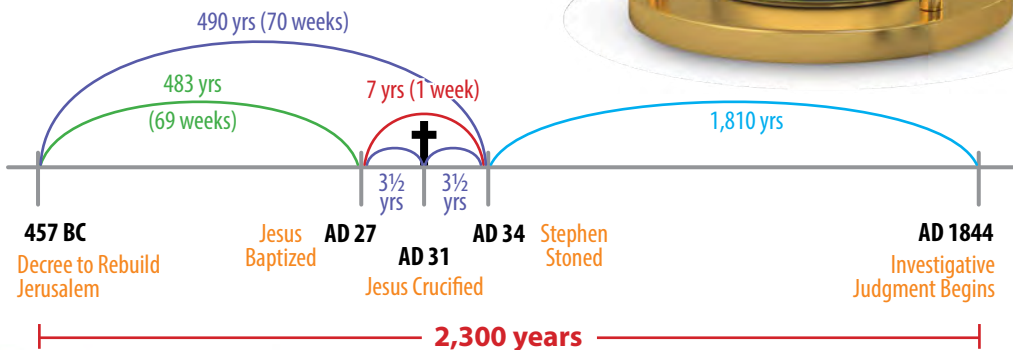 490 yrs (70 weeks)
483 yrs
(69 weeks)
7 yrs (1 week)
1,810 yrs
3½
yrs
3½
yrs
457 BC
Decree to Rebuild
Jerusalem
Jesus
Baptized
AD 27
AD 31
Jesus Crucified
AD 34
Stephen
Stoned
AD 1844
Investigative
Judgment Begins
2,300 years